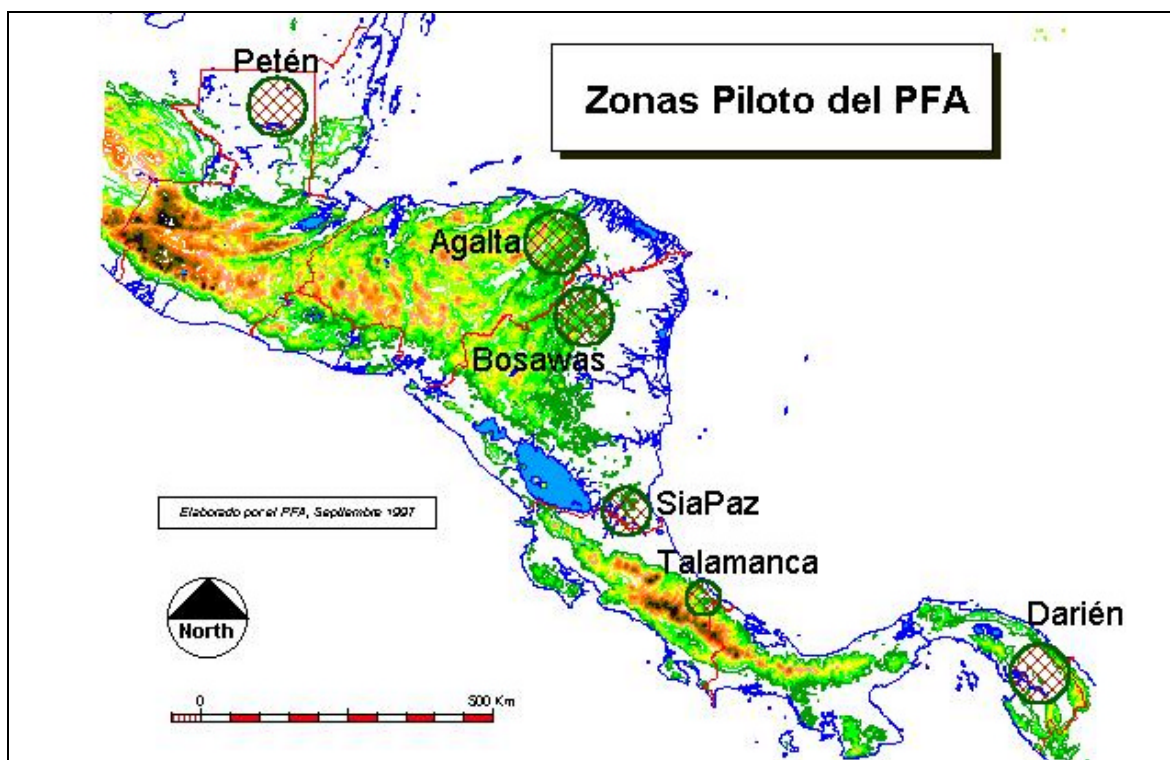 Petén
Zonas Piloto del PFA
Agalta
Bosawas
SiaPaz
Elaborado por el PFA, Septiembre 1997
Talamanca
Darién
North
0
500 Km